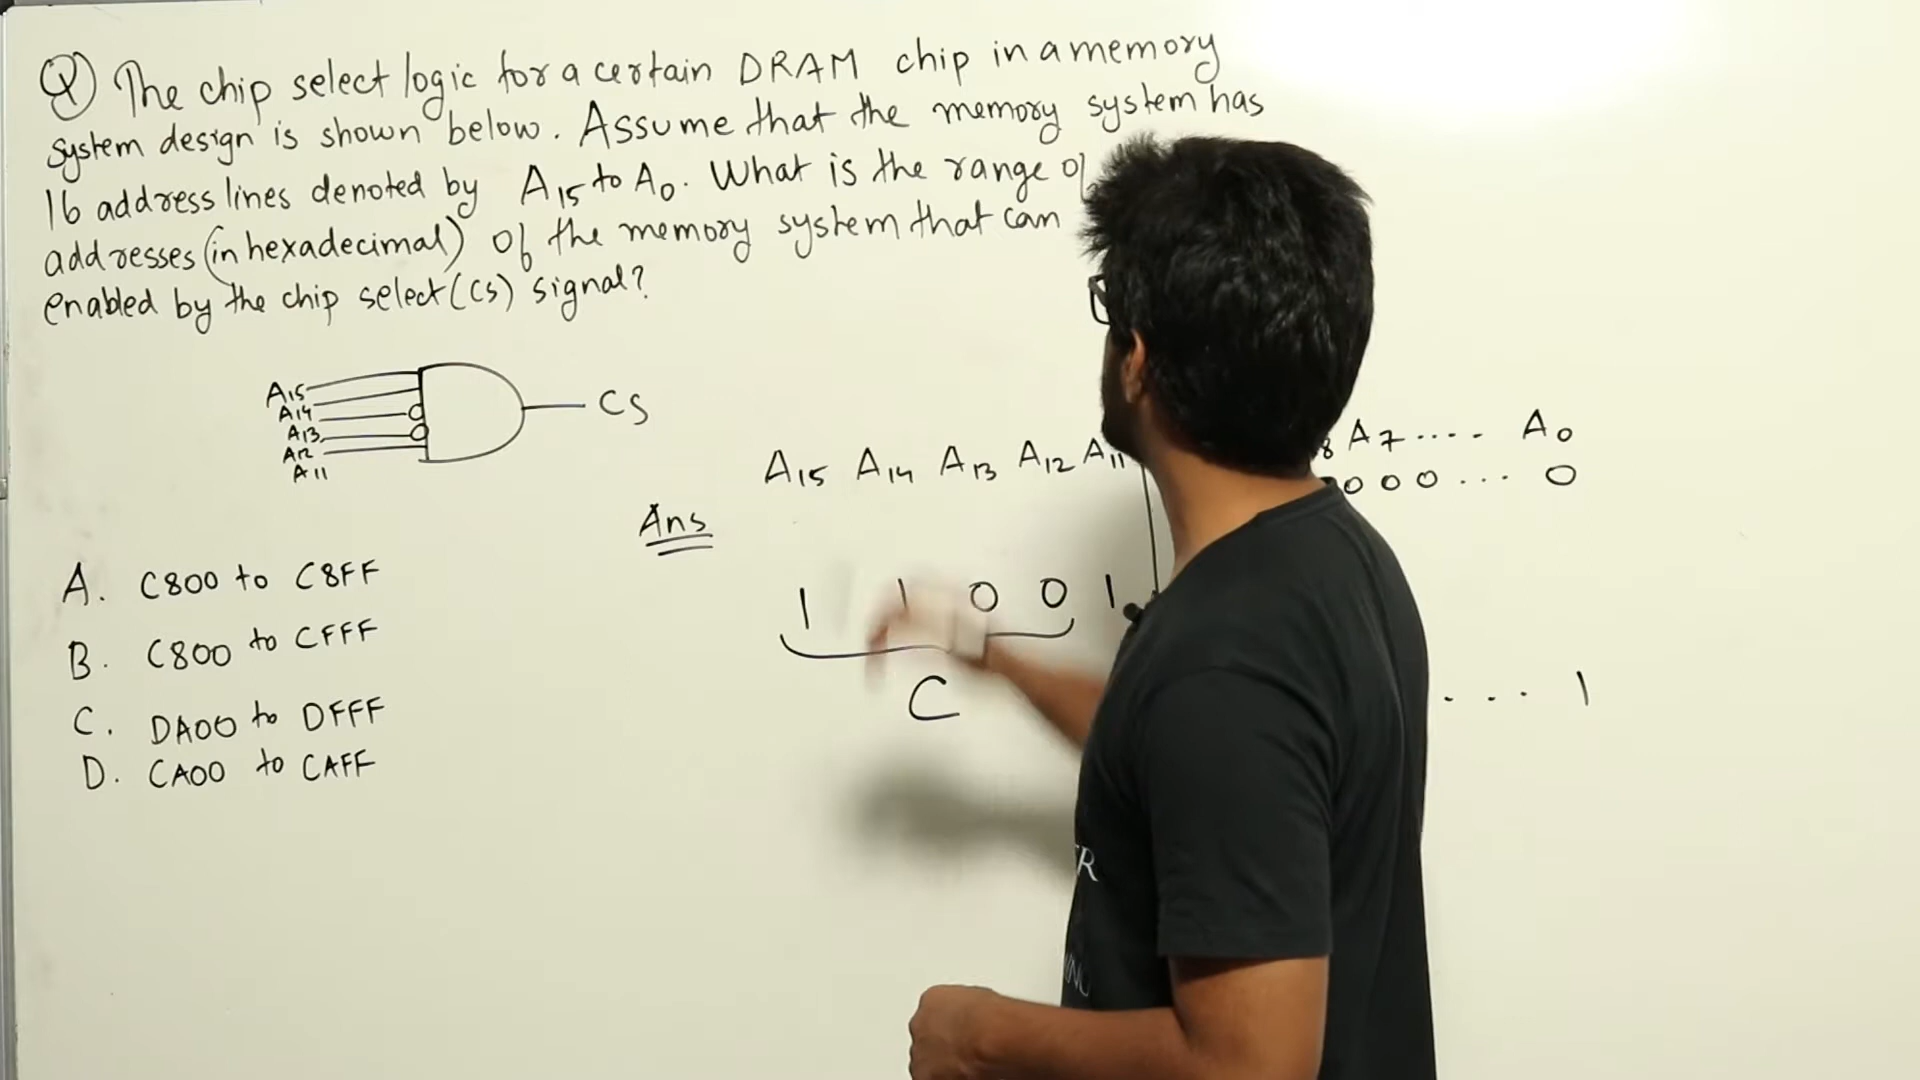 Q The chip select logic for a certain DRAM chip in a memory
system design is shown below. Assume that the memory system has
16 address lines denoted by A15 to A0. What is the range of
addresses (in hexadecimal) of the memory system that can
enabled by the chip select (CS) signal?
A15
A14
A13
A12
A11
CS
A15 A14 A13 A12 A11
8 A7 .... A0
0 0 0 ... 0
Ans
1 1 0 0 1
C
... 1
A. C800 to C8FF
B. C800 to CFFF
C. DA00 to DFFF
D. CA00 to CAFF